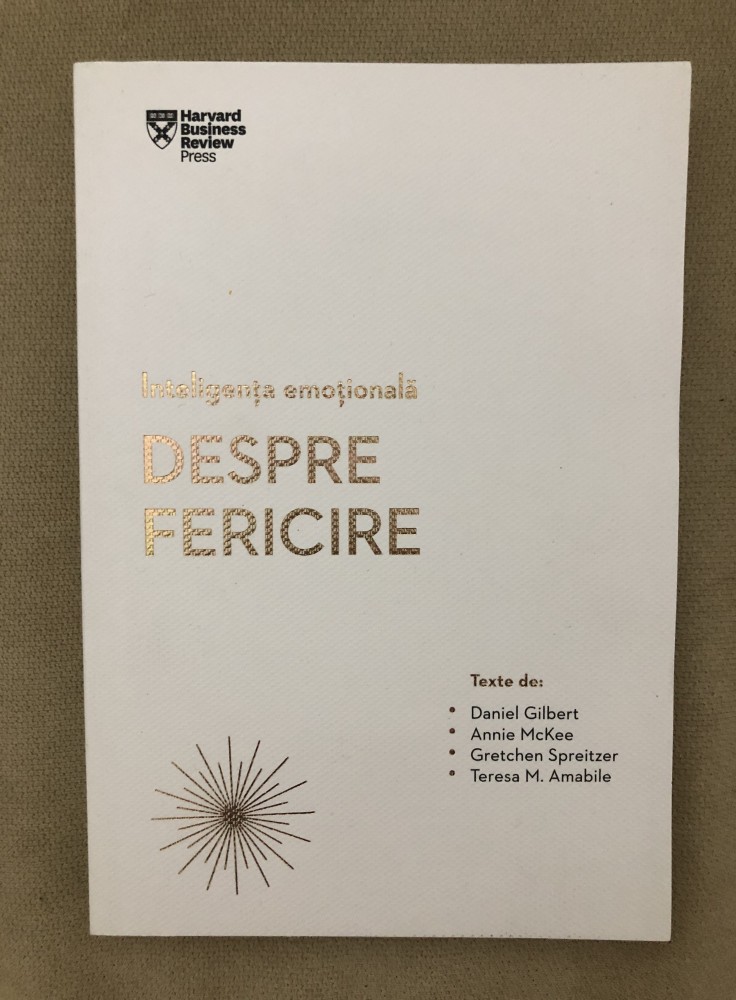 Harvard
Business
Review
Press
Inteligența emoțională
DESPRE
FERICIRE
Texte de:
• Daniel Gilbert
• Annie McKee
• Gretchen Spreitzer
• Teresa M. Amabile